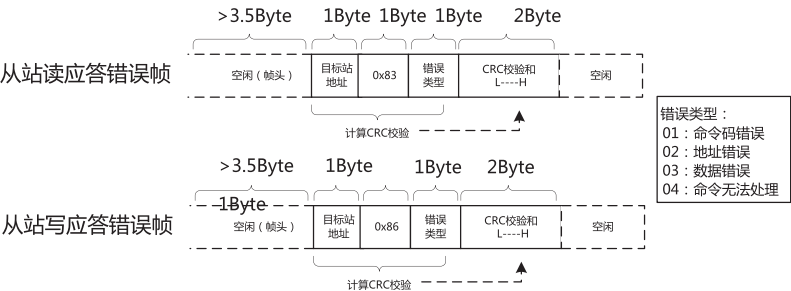 >3.5Byte 1Byte 1Byte 1Byte 2Byte
从站读应答错误帧
空闲（帧头）
目标站
地址
0x83
错误
类型
CRC校验和
L----H
空闲
计算CRC校验
错误类型：
01：命令码错误
02：地址错误
03：数据错误
04：命令无法处理
>3.5Byte 1Byte 1Byte 2Byte
1Byte
从站写应答错误帧
空闲（帧头）
目标站
地址
0x86
错误
类型
CRC校验和
L----H
空闲
计算CRC校验